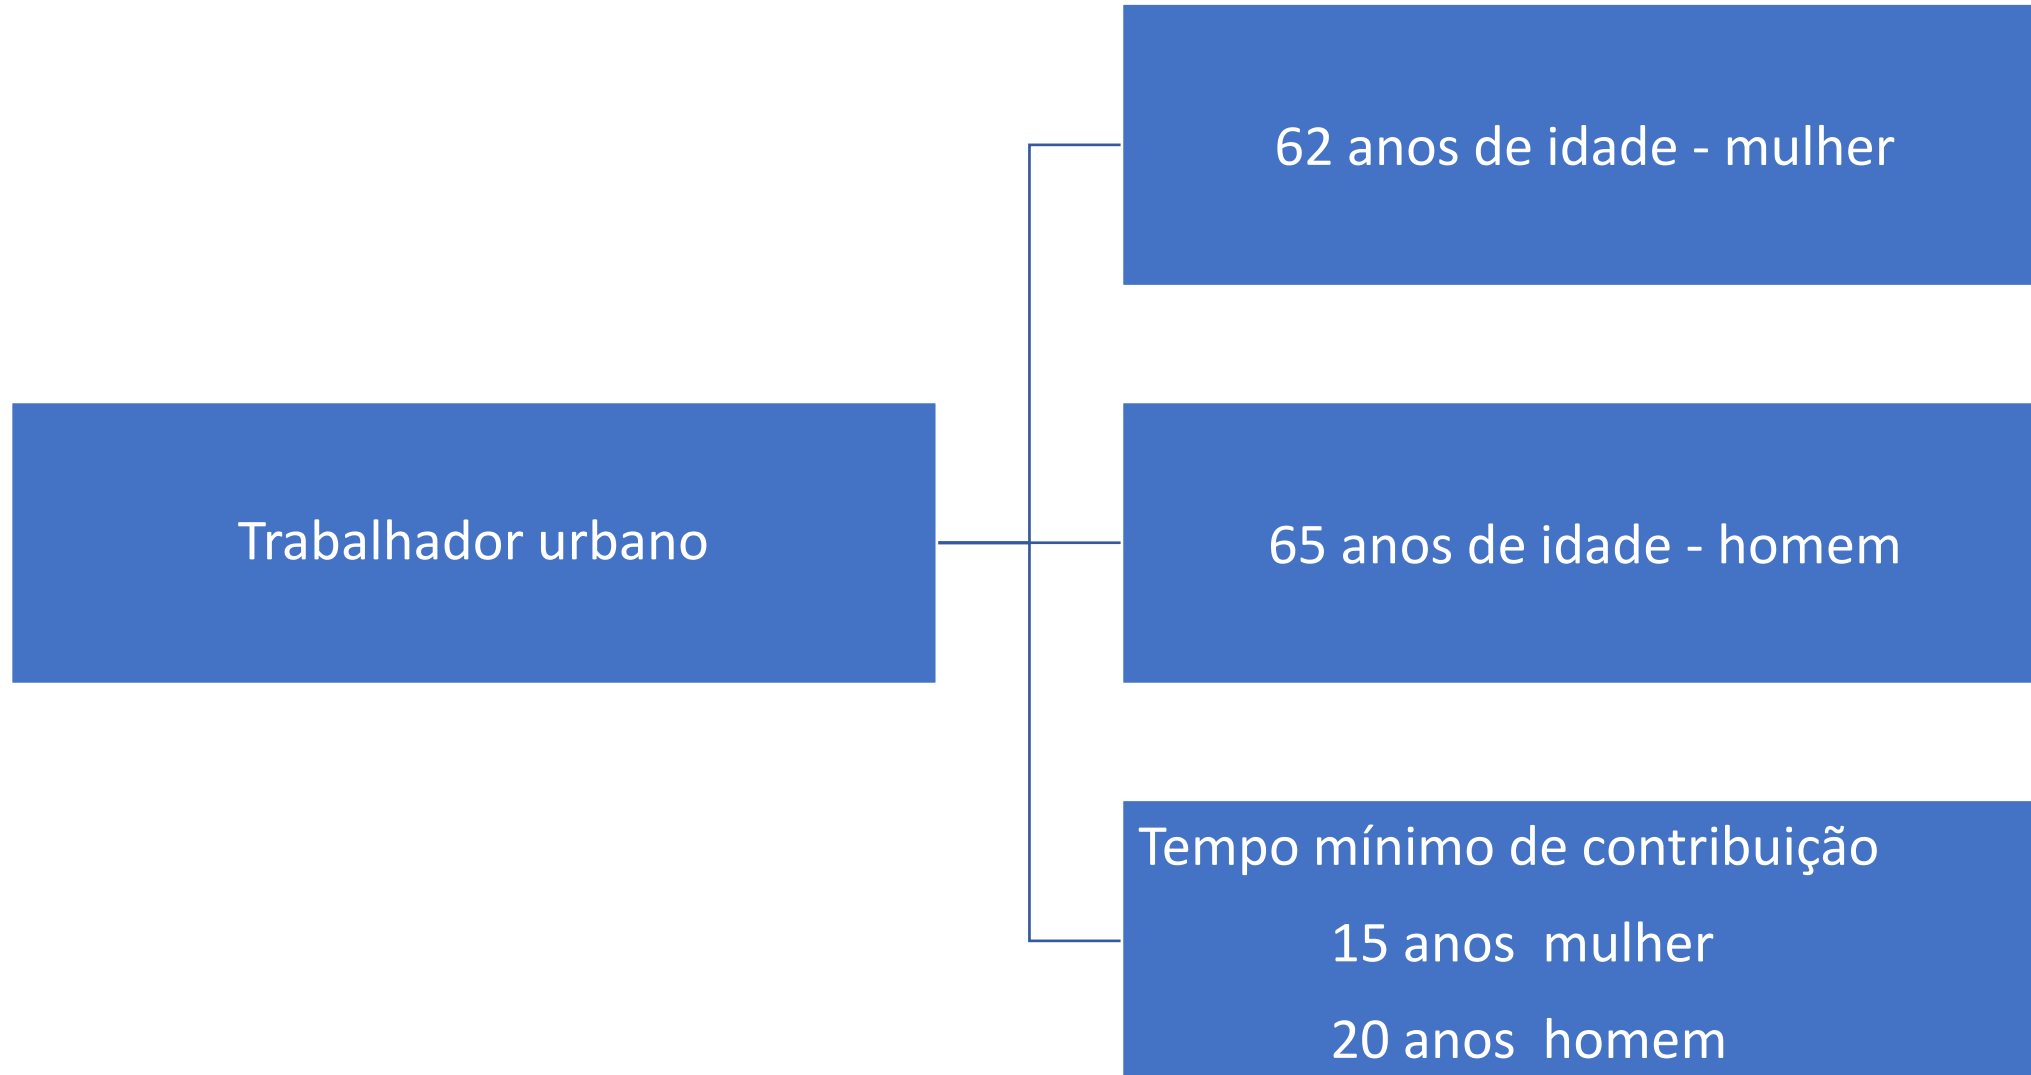 62 anos de idade - mulher
Trabalhador urbano
65 anos de idade - homem
Tempo mínimo de contribuição
15 anos  mulher
20 anos  homem